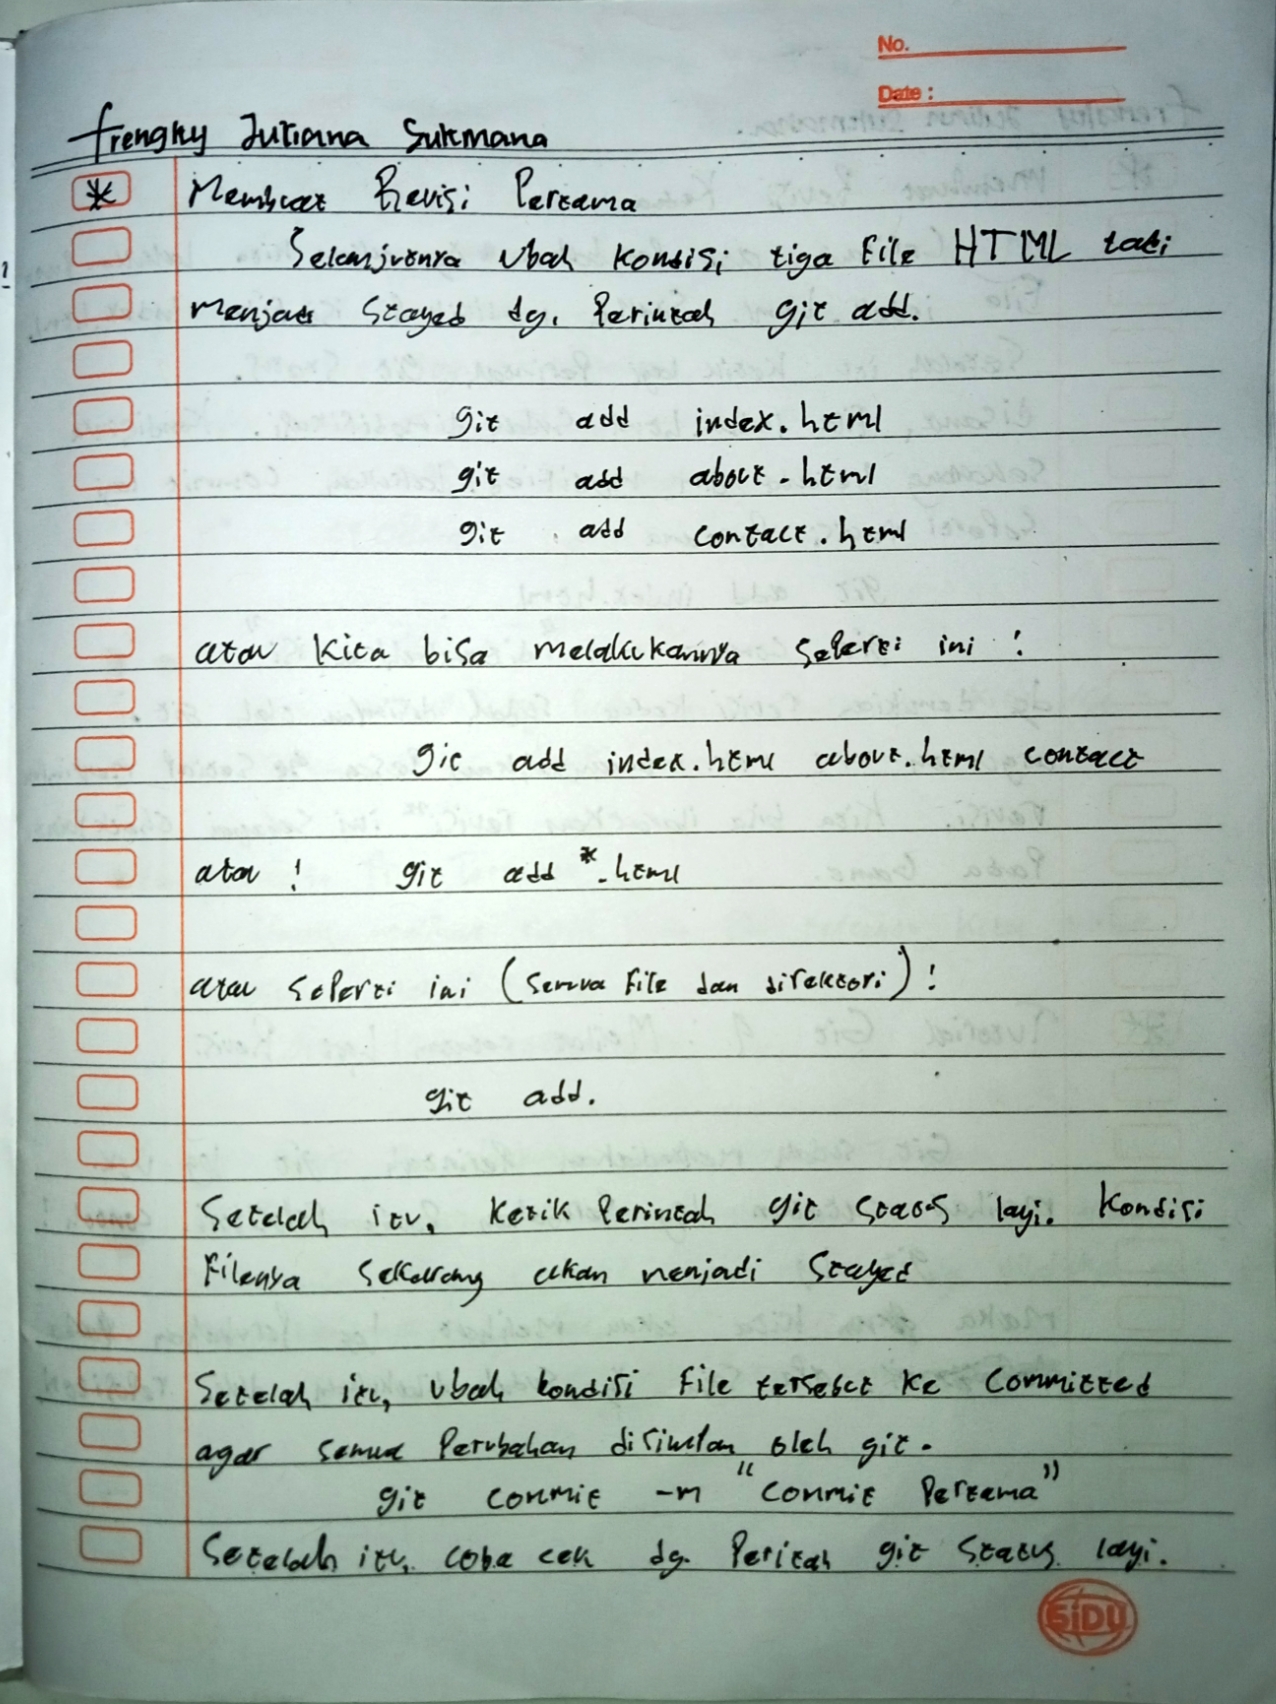 No.
Date :
Frengky Juliana Sukmana
* Membuat Revisi Pertama
Selanjutnya ubah kondisi tiga file HTML tadi
menjadi Stayed dg. Perintah git add.
git add index.html
git add about.html
git add contact.html
atau kita bisa melakukannya seperti ini :
git add index.html about.html contact
atau : git add *.html
atau seperti ini (semua file dan direktori) :
git add.
Setelah itu, ketik Perintah git status lagi. Kondisi
Filenya sekarang akan menjadi Stayed
Setelah itu, ubah kondisi File tersebut ke Committed
agar semua Perubahan disimpan oleh git.
git commit -m "Commit Pertama"
Setelah itu, coba cek dg. Peritah git status lagi.
SiDU